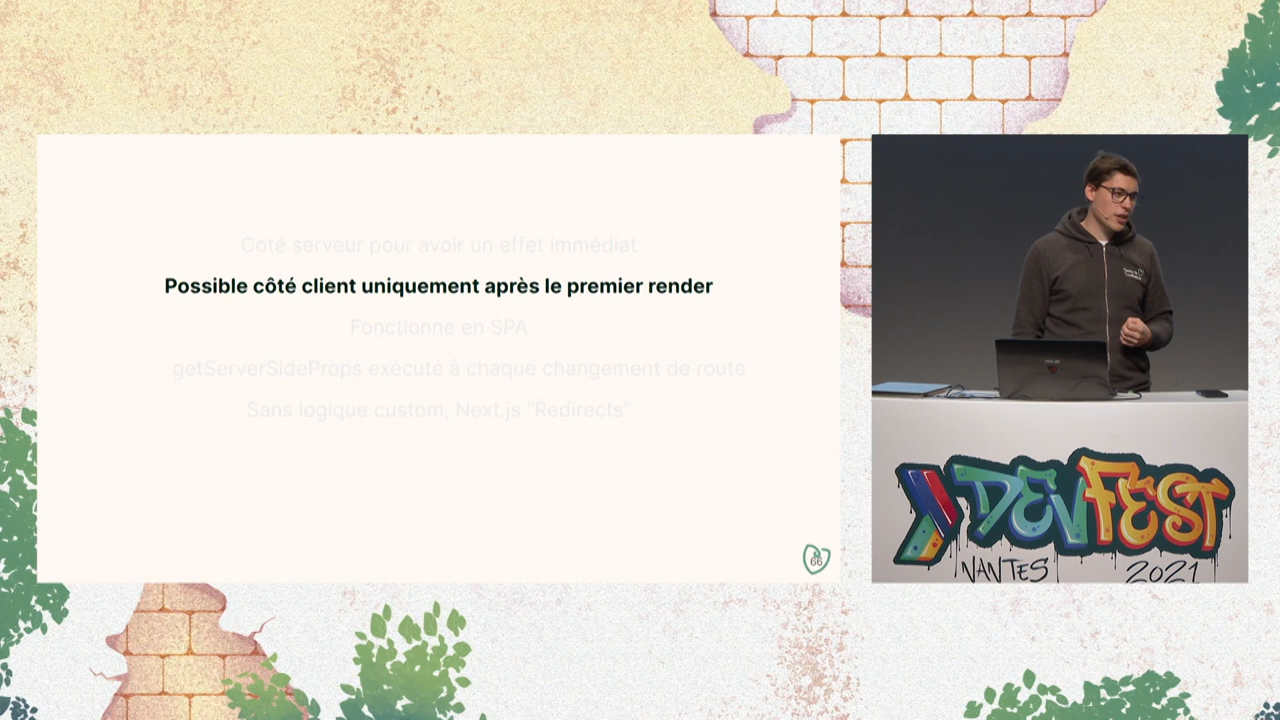 Coté serveur pour avoir un effet immédiat
Possible côté client uniquement après le premier render
Fonctionne en SPA
getServerSideProps exécuté à chaque changement de route
Sans logique custom, Next.js "Redirects"
66
DEVFEST
NANTES 2021